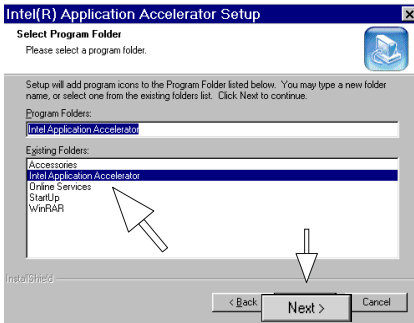 Intel(R) Application Accelerator Setup
Select Program Folder
Please select a program folder.
Setup will add program icons to the Program Folder listed below. You may type a new folder
name, or select one from the existing folders list. Click Next to continue.
Program Folders:
Intel Application Accelerator
Existing Folders:
Accessories
Intel Application Accelerator
Online Services
StartUp
WinRAR
InstallShield
< Back
Next >
Cancel